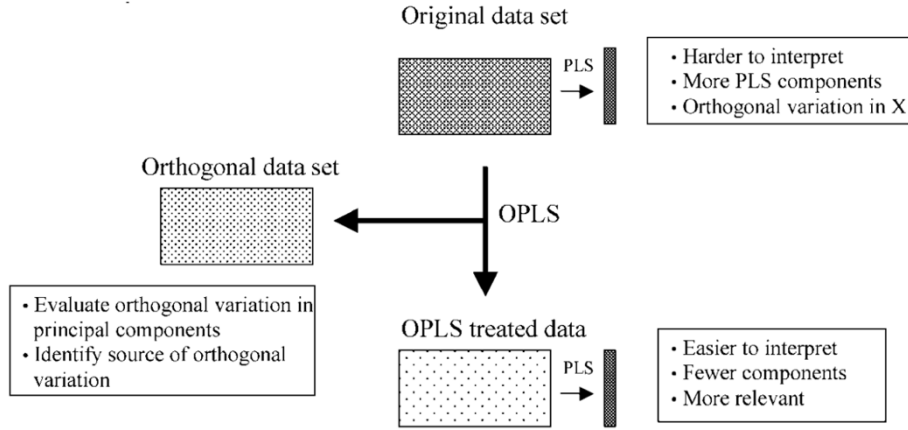 Original data set
PLS
• Harder to interpret
• More PLS components
• Orthogonal variation in X
Orthogonal data set
OPLS
• Evaluate orthogonal variation in
principal components
• Identify source of orthogonal
variation
OPLS treated data
PLS
• Easier to interpret
• Fewer components
• More relevant